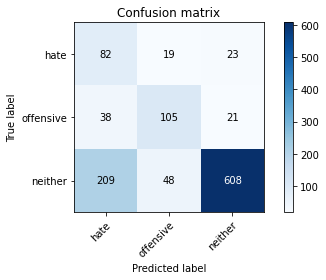 Confusion matrix
True label
hate 82 19 23
offensive 38 105 21
neither 209 48 608
hate offensive neither
Predicted label
600
500
400
300
200
100